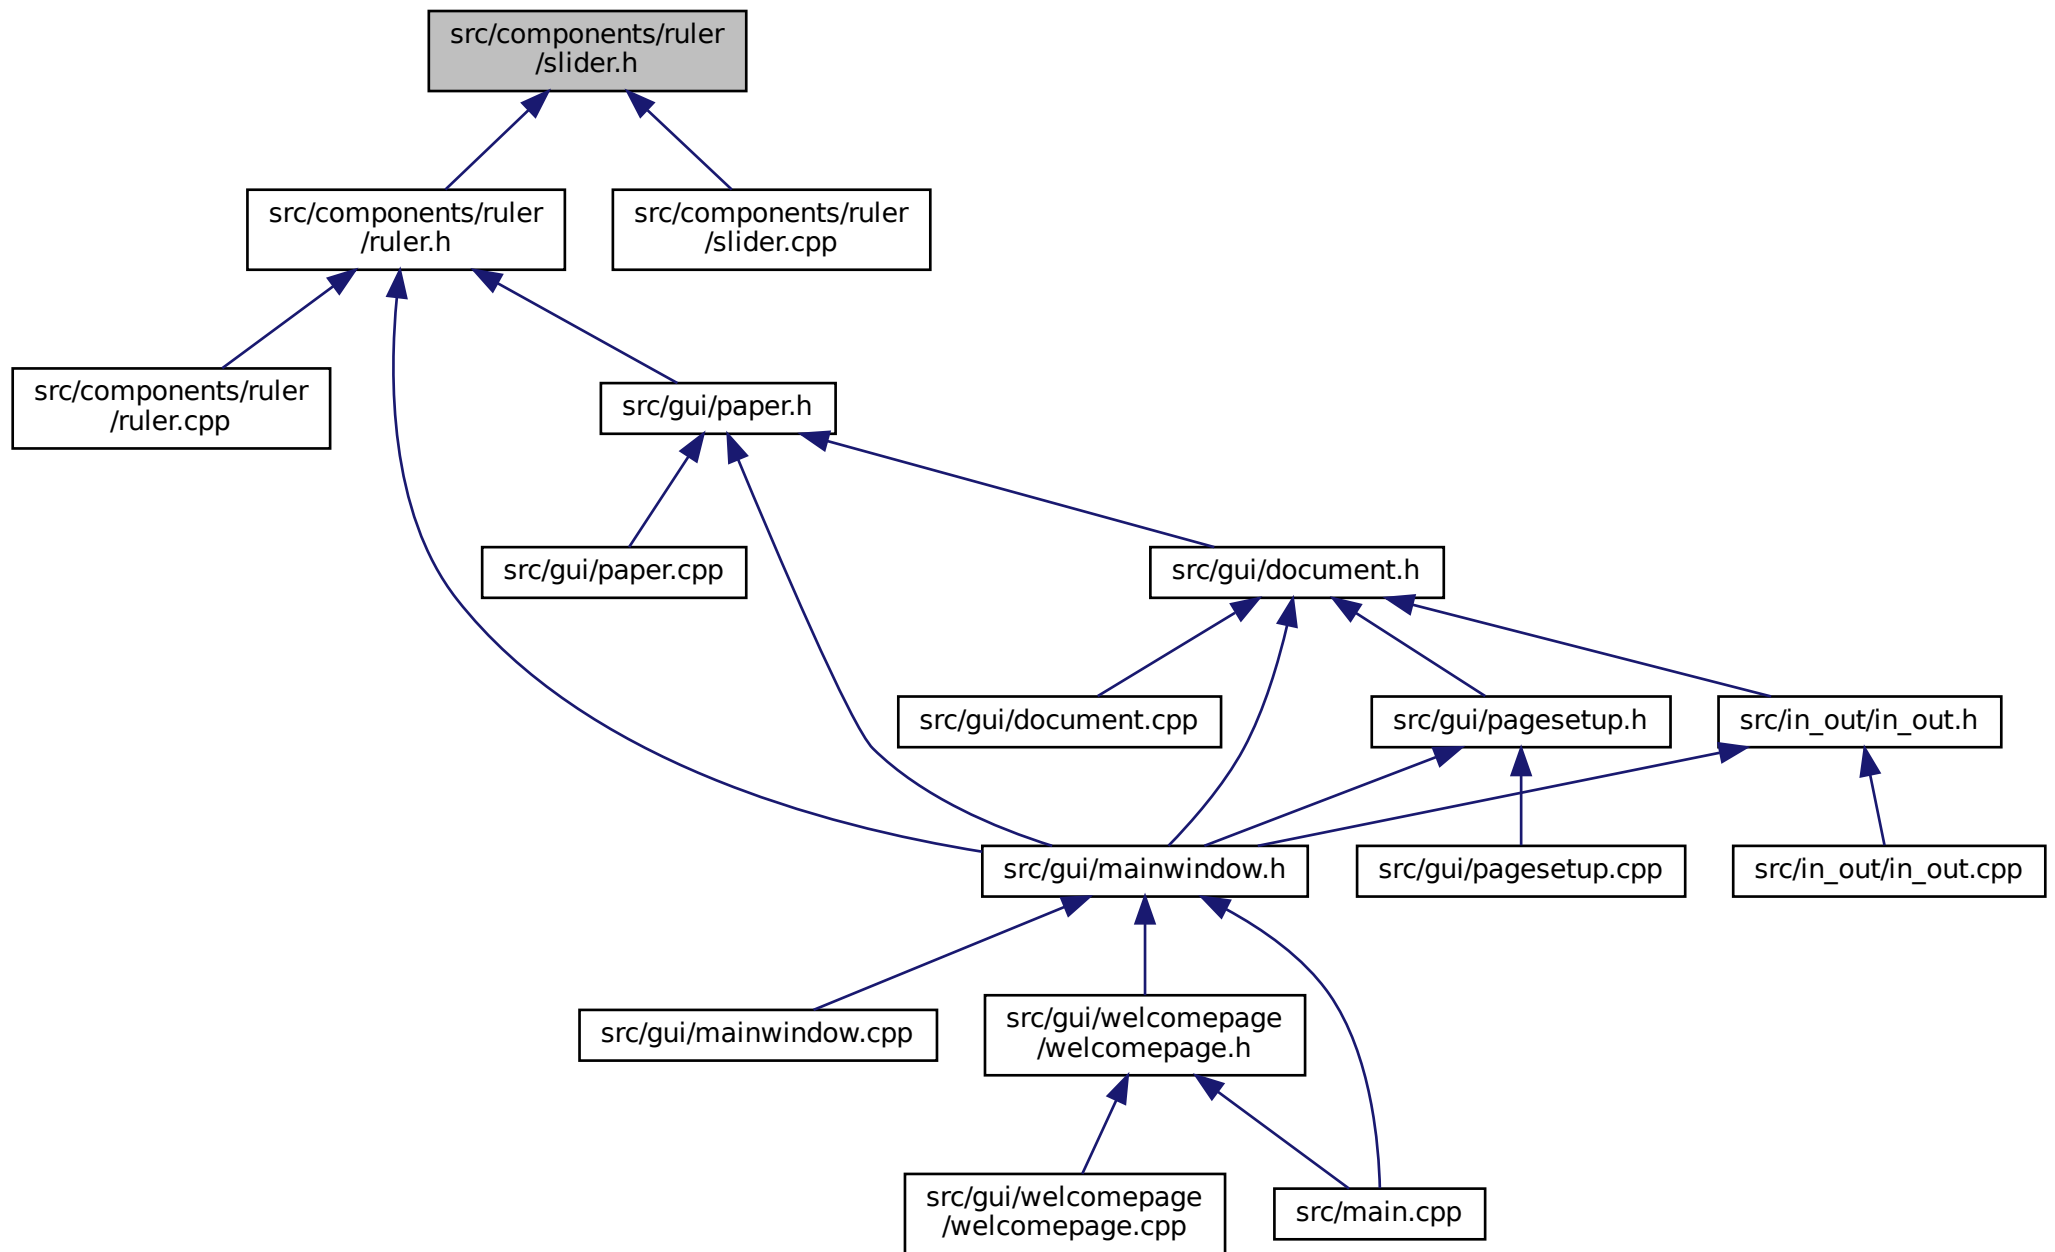 src/components/ruler
/slider.h
src/components/ruler
/ruler.h
src/components/ruler
/slider.cpp
src/components/ruler
/ruler.cpp
src/gui/paper.h
src/gui/paper.cpp
src/gui/document.h
src/gui/document.cpp
src/gui/pagesetup.h
src/in_out/in_out.h
src/gui/mainwindow.h
src/gui/pagesetup.cpp
src/in_out/in_out.cpp
src/gui/mainwindow.cpp
src/gui/welcomepage
/welcomepage.h
src/gui/welcomepage
/welcomepage.cpp
src/main.cpp